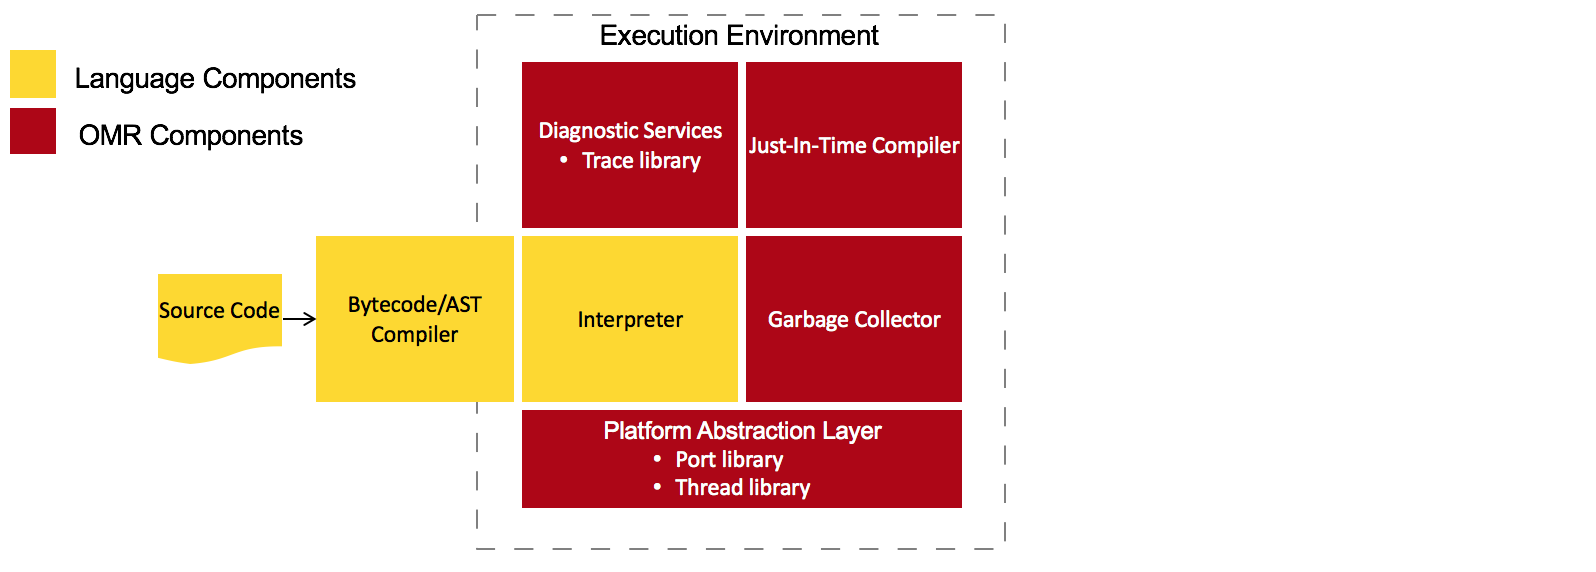 Execution Environment
Language Components
OMR Components
Diagnostic Services
• Trace library
Just-In-Time Compiler
Source Code
Bytecode/AST
Compiler
Interpreter
Garbage Collector
Platform Abstraction Layer
• Port library
• Thread library